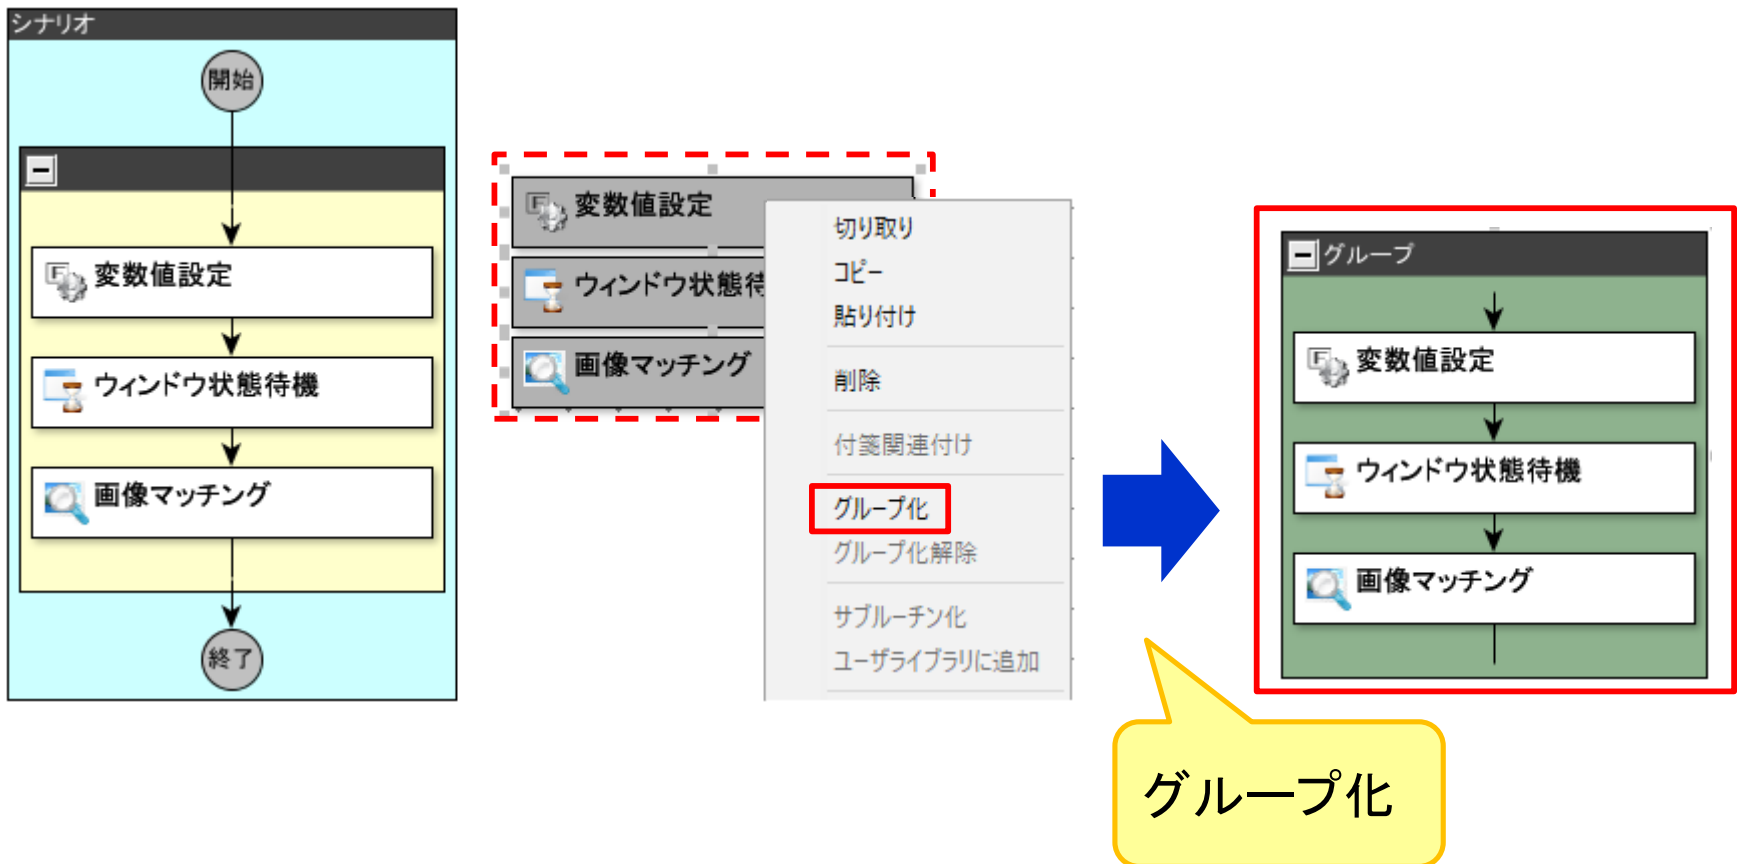 シナリオ
開始
変数値設定
ウィンドウ状態待機
画像マッチング
終了
変数値設定
ウィンドウ状態待
画像マッチング
切り取り
コピー
貼り付け
削除
付箋関連付け
グループ化
グループ化解除
サブルーチン化
ユーザライブラリに追加
グループ
変数値設定
ウィンドウ状態待機
画像マッチング
グループ化